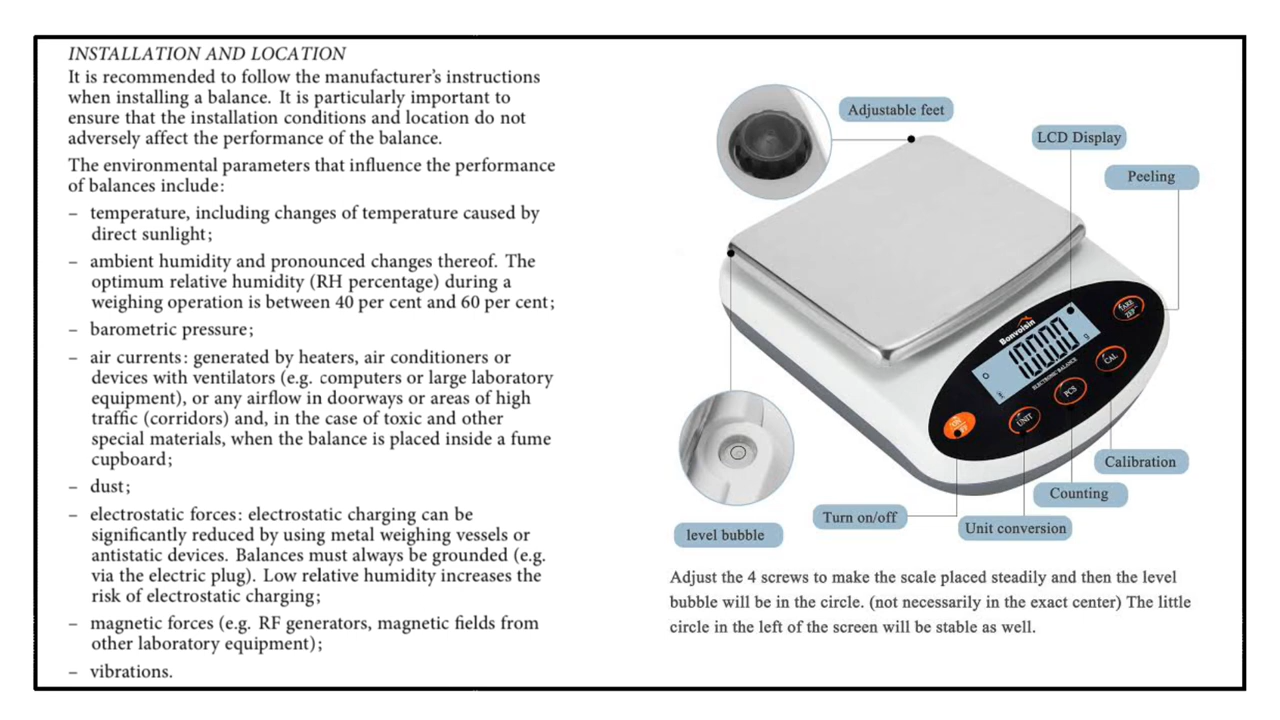 INSTALLATION AND LOCATION
It is recommended to follow the manufacturer's instructions
when installing a balance. It is particularly important to
ensure that the installation conditions and location do not
adversely affect the performance of the balance.
The environmental parameters that influence the performance
of balances include:
– temperature, including changes of temperature caused by
direct sunlight;
– ambient humidity and pronounced changes thereof. The
optimum relative humidity (RH percentage) during a
weighing operation is between 40 per cent and 60 per cent;
– barometric pressure;
– air currents: generated by heaters, air conditioners or
devices with ventilators (e.g. computers or large laboratory
equipment), or any airflow in doorways or areas of high
traffic (corridors) and, in the case of toxic and other
special materials, when the balance is placed inside a fume
cupboard;
– dust;
– electrostatic forces: electrostatic charging can be
significantly reduced by using metal weighing vessels or
antistatic devices. Balances must always be grounded (e.g.
via the electric plug). Low relative humidity increases the
risk of electrostatic charging;
– magnetic forces (e.g. RF generators, magnetic fields from
other laboratory equipment);
– vibrations.
Adjustable feet
LCD Display
Peeling
Bonvoisin
g
ELECTRONIC BALANCE
CAL
PCS
UNIT
Calibration
Counting
Turn on/off
Unit conversion
level bubble
Adjust the 4 screws to make the scale placed steadily and then the level
bubble will be in the circle. (not necessarily in the exact center) The little
circle in the left of the screen will be stable as well.